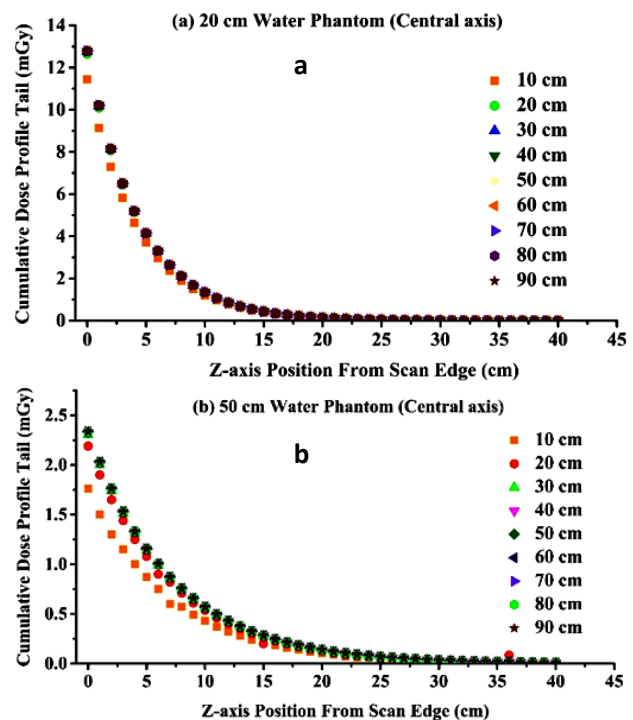 (a) 20 cm Water Phantom (Central axis)
a
Cumulative Dose Profile Tail (mGy)
14
13
12
10
8
6
4
2
0
10 cm
20 cm
30 cm
40 cm
50 cm
60 cm
70 cm
80 cm
90 cm
0 5 10 15 20 25 30 35 40 45
Z-axis Position From Scan Edge (cm)
(b) 50 cm Water Phantom (Central axis)
b
Cumulative Dose Profile Tail (mGy)
2.5
2.0
1.5
1.0
0.5
0.0
10 cm
20 cm
30 cm
40 cm
50 cm
60 cm
70 cm
80 cm
90 cm
0 5 10 15 20 25 30 35 40 45
Z-axis Position From Scan Edge (cm)